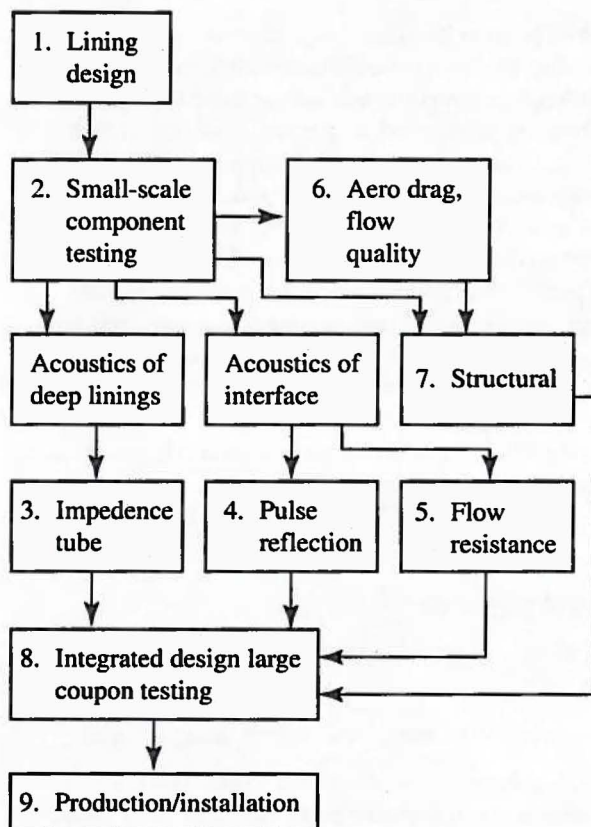 1. Lining
design
2. Small-scale
component
testing
6. Aero drag,
flow
quality
Acoustics of
deep linings
Acoustics of
interface
7. Structural
3. Impedence
tube
4. Pulse
reflection
5. Flow
resistance
8. Integrated design large
coupon testing
9. Production/installation